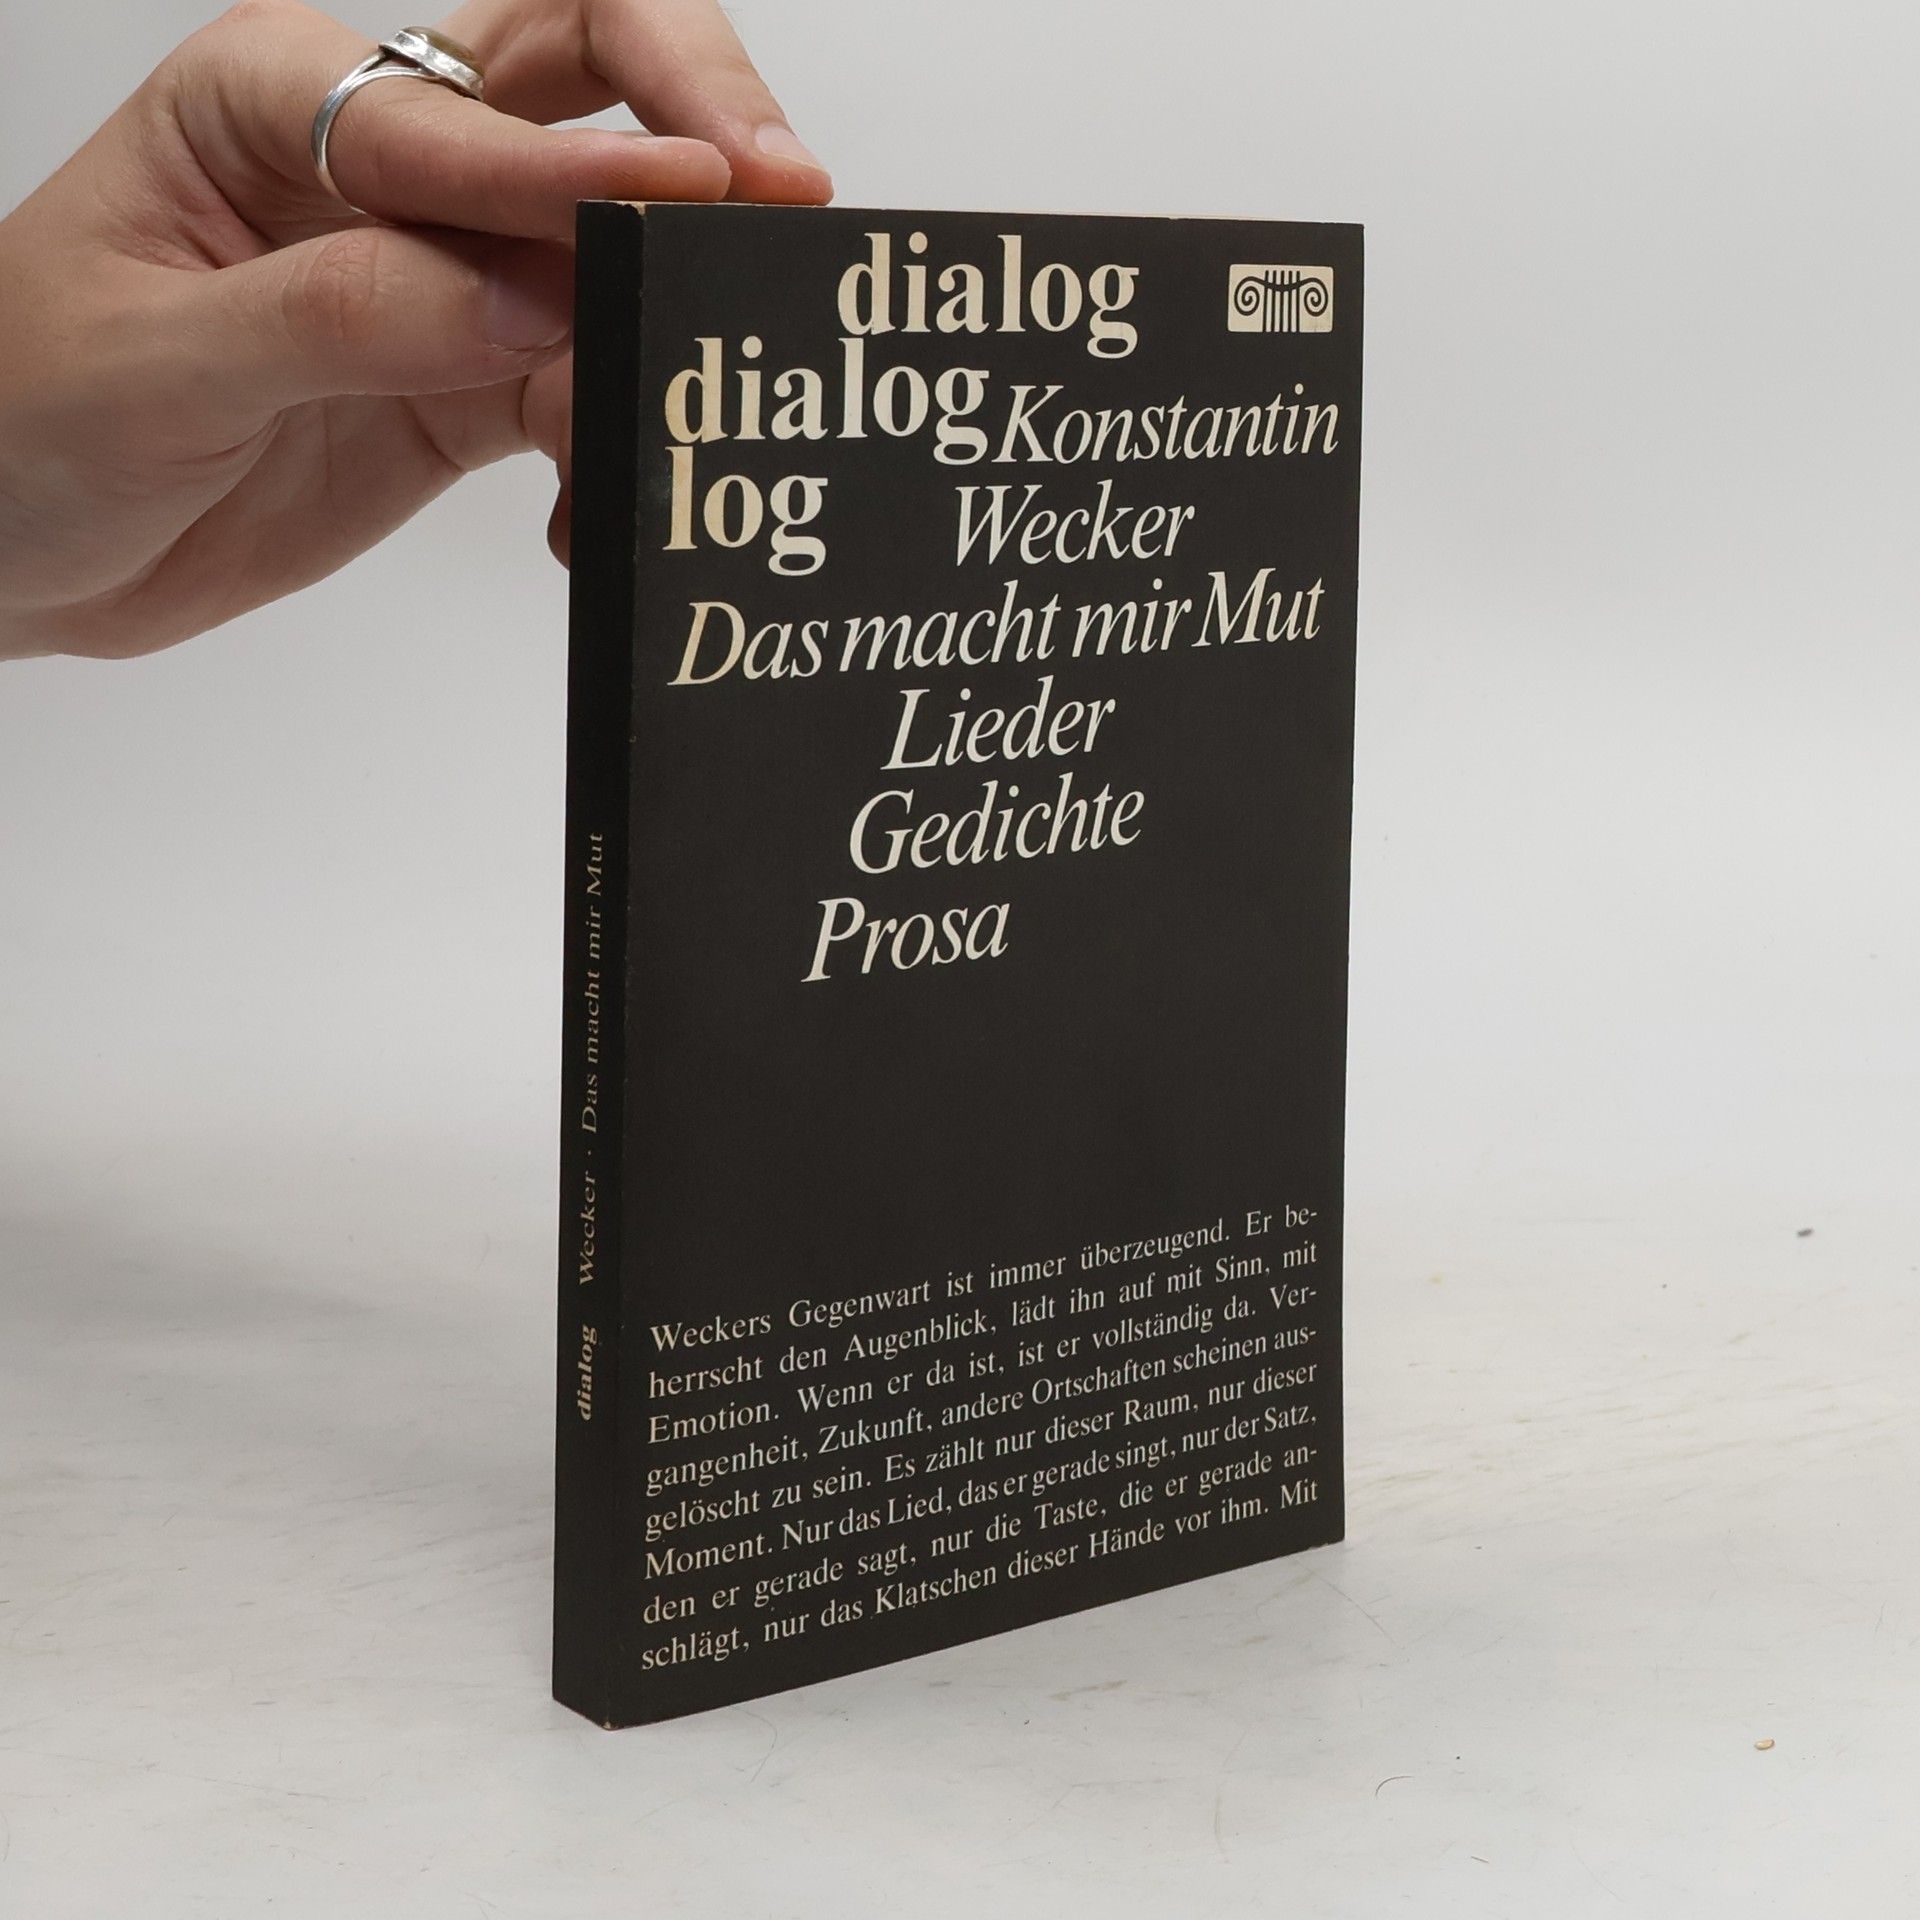 dialog
dialog
log
Konstantin
Wecker
Das macht mir Mut
Lieder
Gedichte
Prosa
Weckers Gegenwart ist immer überzeugend. Er be-
herrscht den Augenblick, lädt ihn auf mit Sinn, mit
Emotion. Wenn er da ist, ist er vollständig da. Ver-
gangenheit, Zukunft, andere Ortschaften scheinen aus-
gelöscht zu sein. Es zählt nur dieser Raum, nur dieser
Moment. Nur das Lied, das er gerade singt, nur der Satz,
den er gerade sagt, nur die Taste, die er gerade an-
schlägt, nur das Klatschen dieser Hände vor ihm. Mit
dialog Wecker · Das macht mir Mut